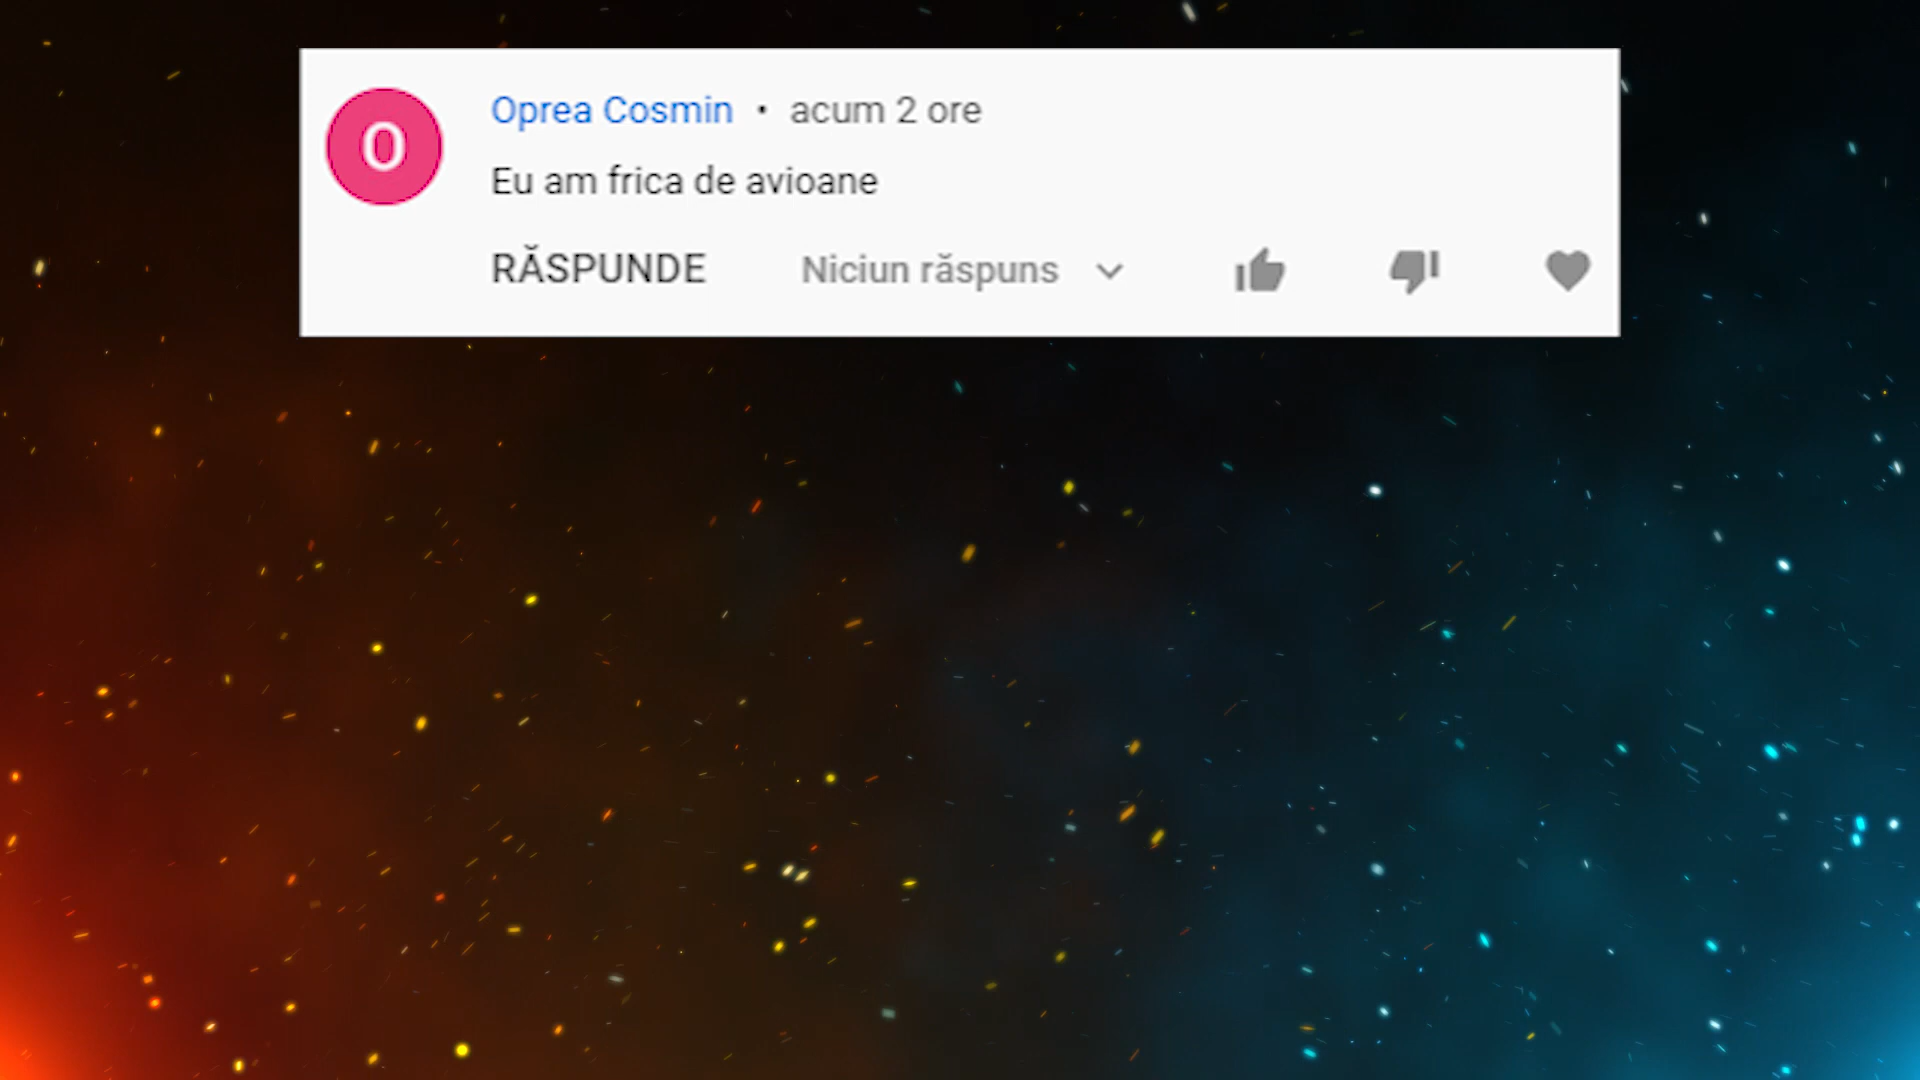 O
Oprea Cosmin • acum 2 ore
Eu am frica de avioane
RĂSPUNDE Niciun răspuns